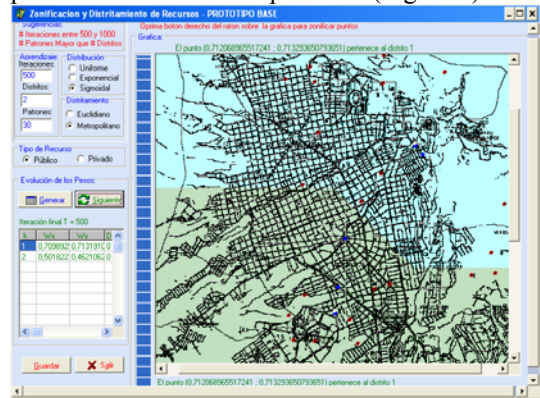 Zonificacion y Distritamiento de Recursos - PROTOTIPO BASE
Sugerencias:
# Iteraciones entre 500 y 1000
# Patrones Mayor que # Distritos
Oprima boton derecho del raton sobre la grafica para zonificar puntos
Grafica:
El punto (0,712068965517241 ; 0,713293650793651) pertenece al distrito 1
Aprendizaje
Iteraciones:
500
Distritos:
2
Patrones:
30
Distribución
Uniforme
Exponencial
Sigmoidal
Distritamiento
Euclidiano
Metropolitano
Tipo de Recurso
Público
Privado
Evolución de los Pesos:
Generar
Siguiente
Iteración final T = 500
k Wx Wy D
1 0,709892 0,713191 0
2 0,501822 0,462106 0
Guardar
Salir
El punto (0,712068965517241 ; 0,713293650793651) pertenece al distrito 1